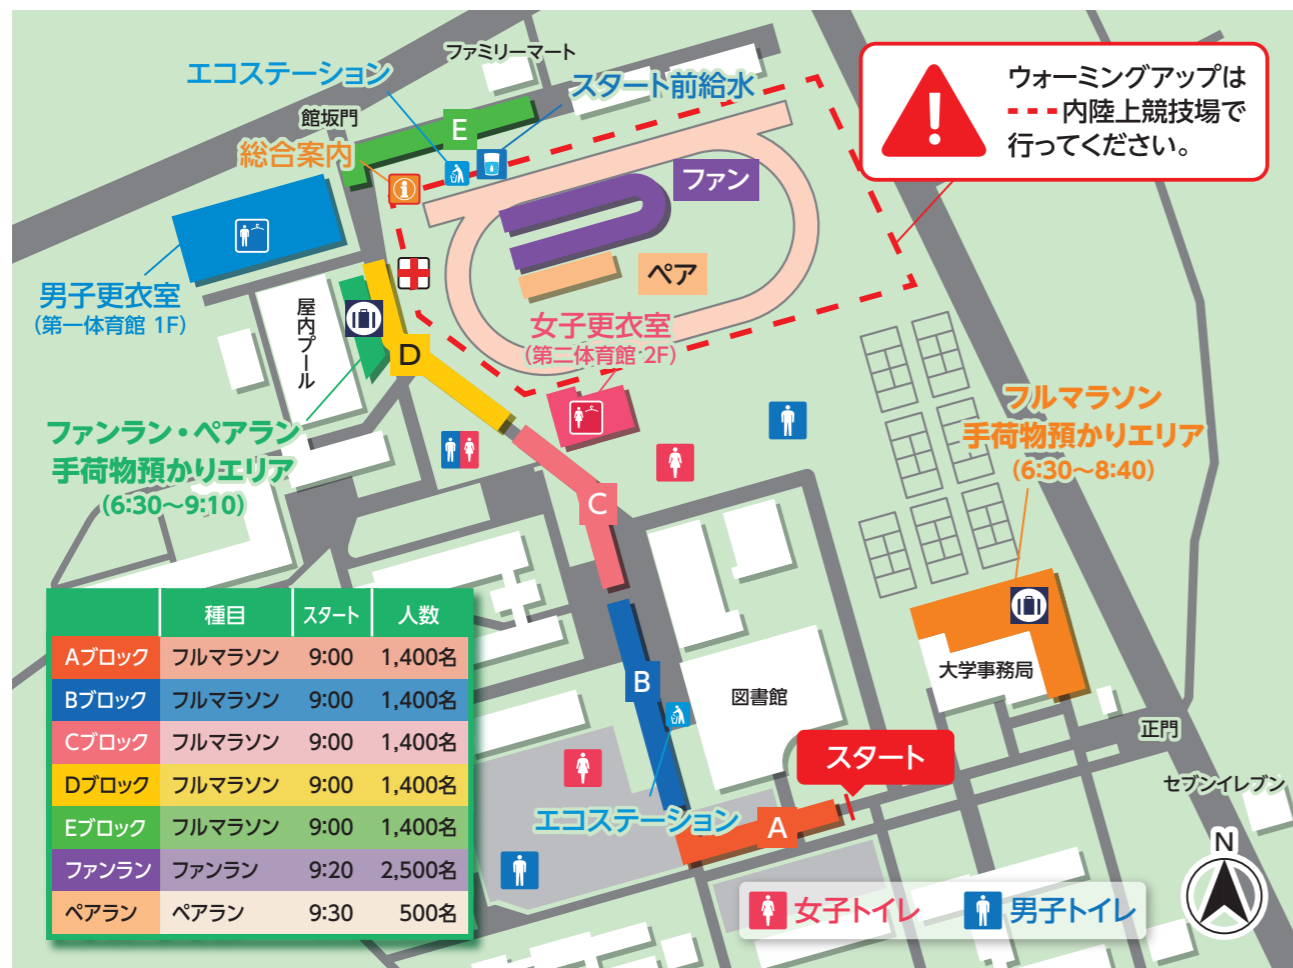 ファミリーマート
エコステーション
スタート前給水
館坂門
E
総合案内
ウォーミングアップは
内陸上競技場で
行ってください。
ファン
ペア
男子更衣室
(第一体育館 1F)
屋内プール
D
女子更衣室
(第二体育館 2F)
ファンラン・ペアラン
手荷物預かりエリア
(6:30〜9:10)
フルマラソン
手荷物預かりエリア
(6:30〜8:40)
C
B
図書館
大学事務局
正門
セブンイレブン
スタート
エコステーション
A
種目 スタート 人数
Aブロック フルマラソン 9:00 1,400名
Bブロック フルマラソン 9:00 1,400名
Cブロック フルマラソン 9:00 1,400名
Dブロック フルマラソン 9:00 1,400名
Eブロック フルマラソン 9:00 1,400名
ファンラン ファンラン 9:20 2,500名
ペアラン ペアラン 9:30 500名
女子トイレ 男子トイレ
N